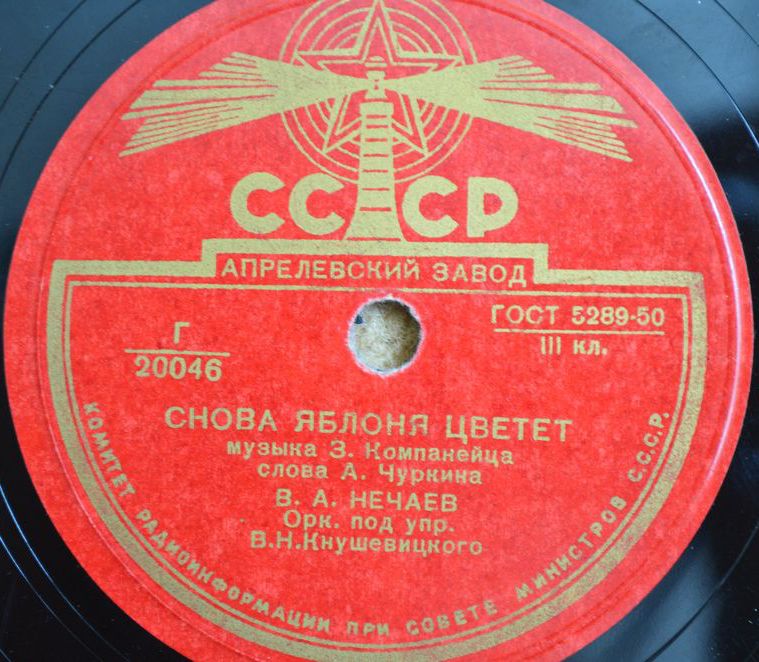 СССР
АПРЕЛЕВСКИЙ ЗАВОД
ГОСТ 5289-50
III кл.
Г
20046
СНОВА ЯБЛОНЯ ЦВЕТЕТ
музыка З. Компанейца
слова А. Чуркина
В. А. НЕЧАЕВ
Орк. под упр.
В.Н.Кнушевицкого
КОМИТЕТ РАДИОИНФОРМАЦИИ ПРИ СОВЕТЕ МИНИСТРОВ С.С.С.Р.